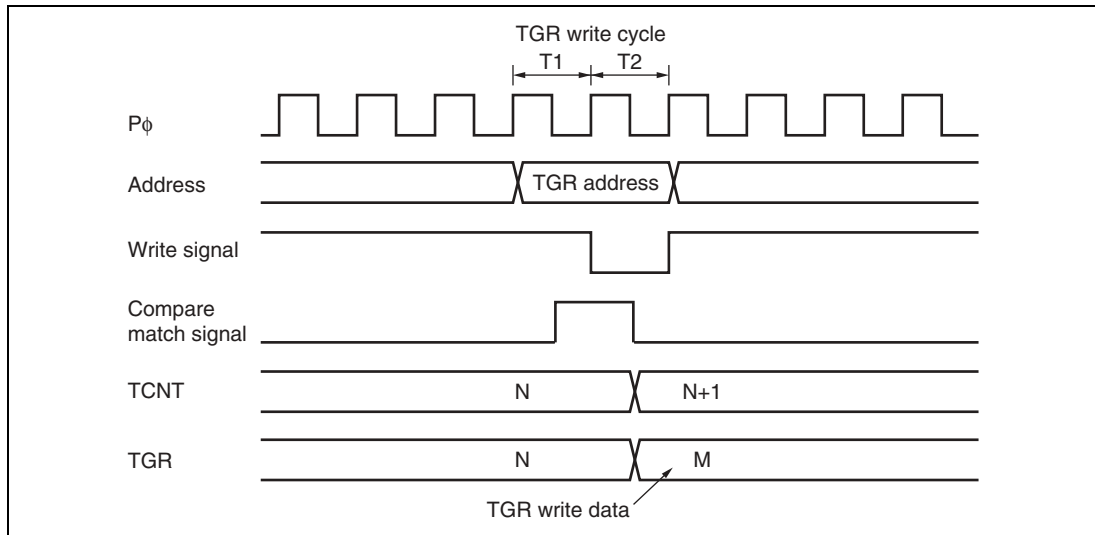 TGR write cycle
T1 T2
Pϕ
Address
TGR address
Write signal
Compare
match signal
TCNT
N
N+1
TGR
N
M
TGR write data